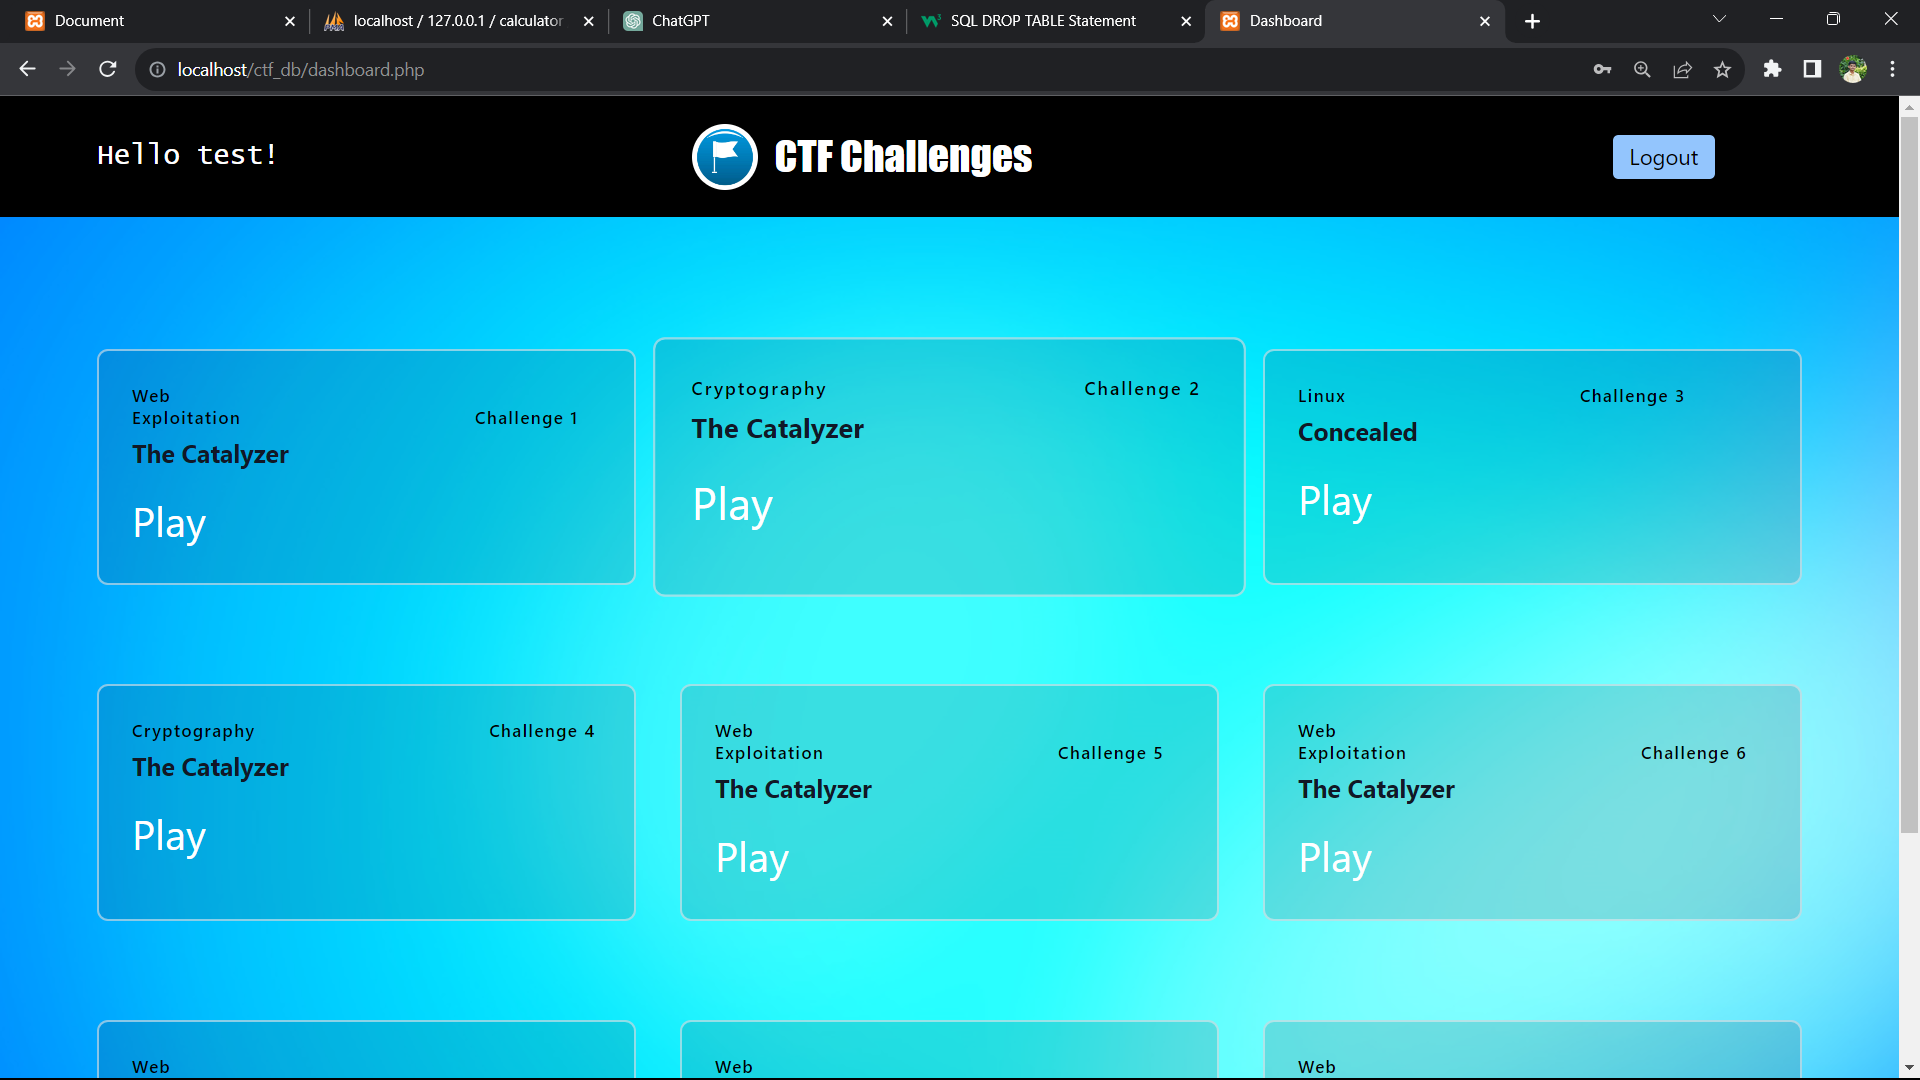 Document
localhost / 127.0.0.1 / calculator
ChatGPT
SQL DROP TABLE Statement
Dashboard
localhost/ctf_db/dashboard.php
Hello test!
CTF Challenges
Logout
Web
Exploitation
Challenge 1
The Catalyzer
Play
Cryptography
Challenge 2
The Catalyzer
Play
Linux
Challenge 3
Concealed
Play
Cryptography
Challenge 4
The Catalyzer
Play
Web
Exploitation
Challenge 5
The Catalyzer
Play
Web
Exploitation
Challenge 6
The Catalyzer
Play
Web
Web
Web